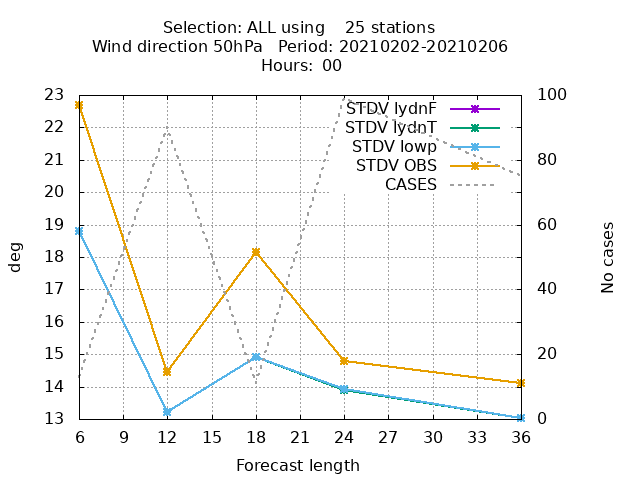 Selection: ALL using    25 stations
Wind direction 50hPa   Period: 20210202-20210206
Hours: 00
STDV lydnF
STDV lydnT
STDV lowp
STDV OBS
CASES
deg
23
22
21
20
19
18
17
16
15
14
13
No cases
100
80
60
40
20
0
6 9 12 15 18 21 24 27 30 33 36
Forecast length